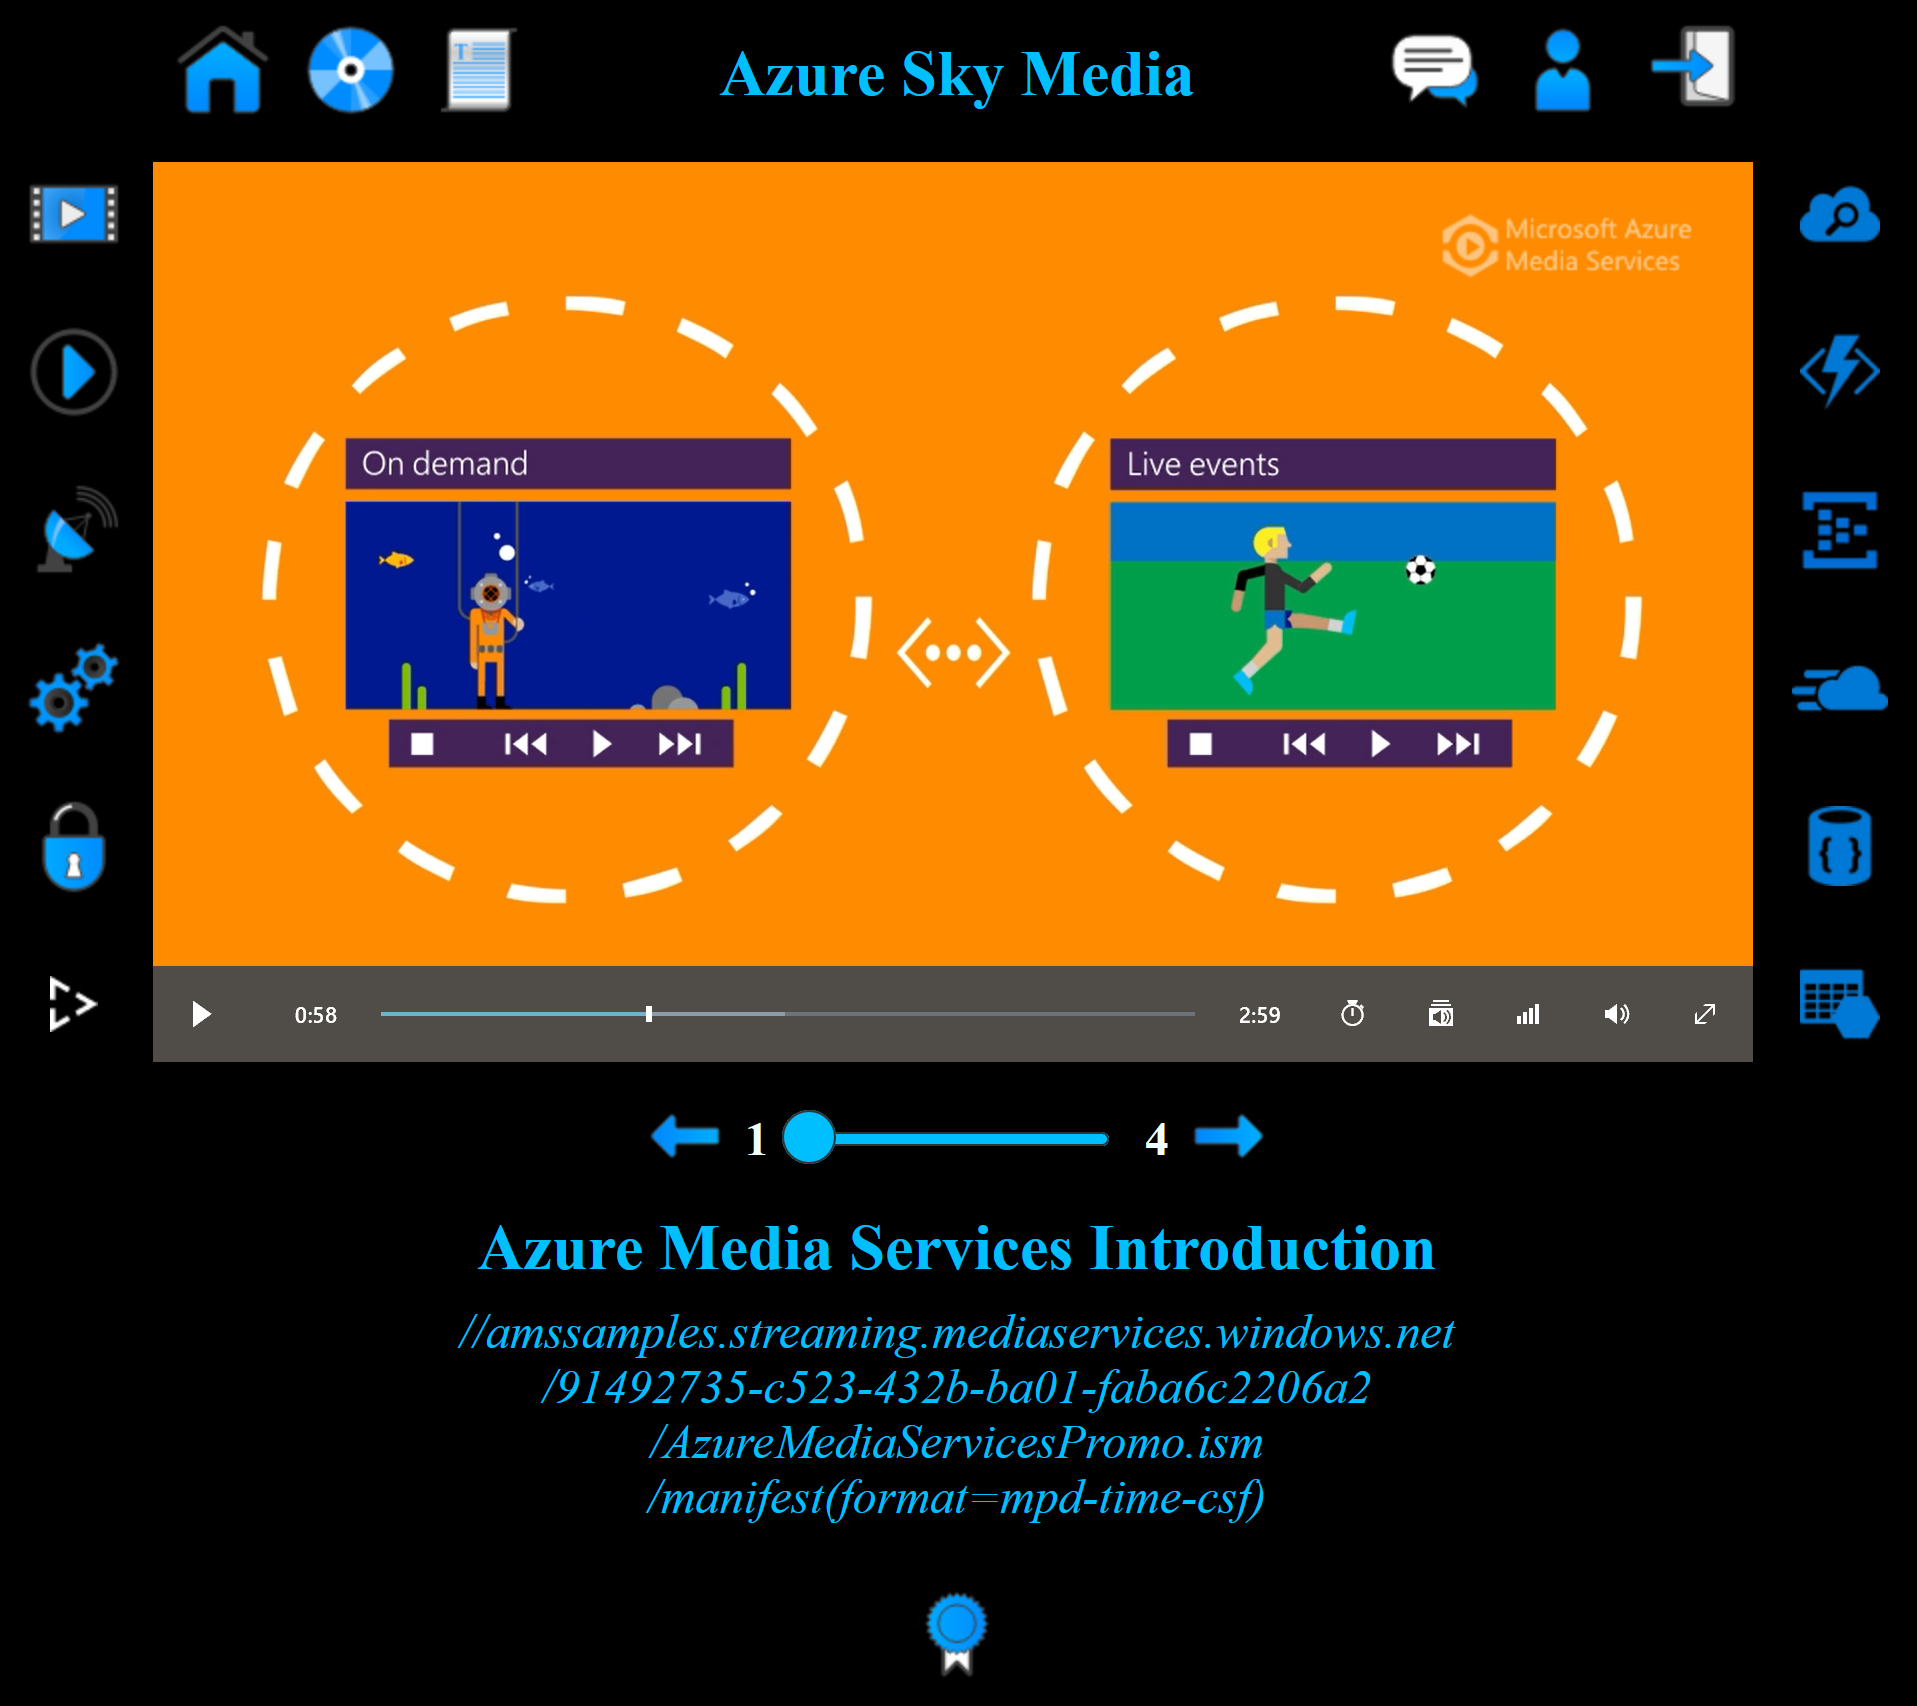 Azure Sky Media
Microsoft Azure
Media Services
On demand
Live events
0:58
2:59
1
4
Azure Media Services Introduction
//amssamples.streaming.mediaservices.windows.net
/91492735-c523-432b-ba01-faba6c2206a2
/AzureMediaServicesPromo.ism
/manifest(format=mpd-time-csf)